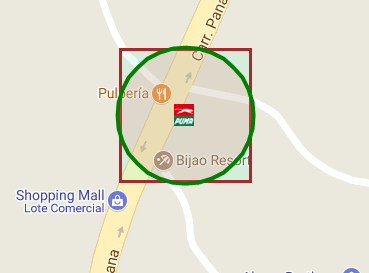 Carr. Pana
Pulpería
PUMA
Bijao Resort
Shopping Mall
Lote Comercial
ana